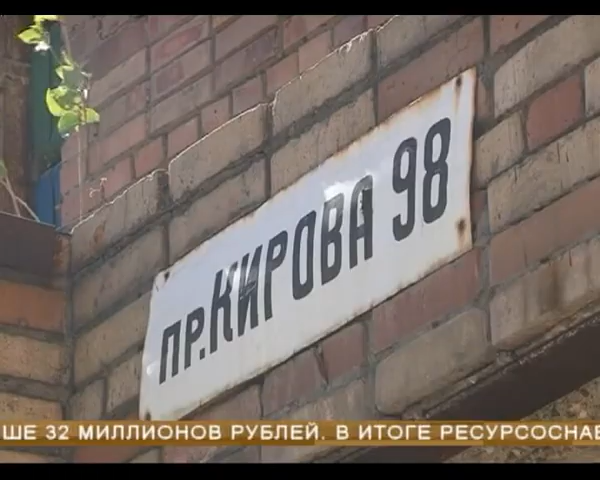 пр. КИРОВА 98
ШЕ 32 МИЛЛИОНОВ РУБЛЕЙ. В ИТОГЕ РЕСУРСОСНАБ